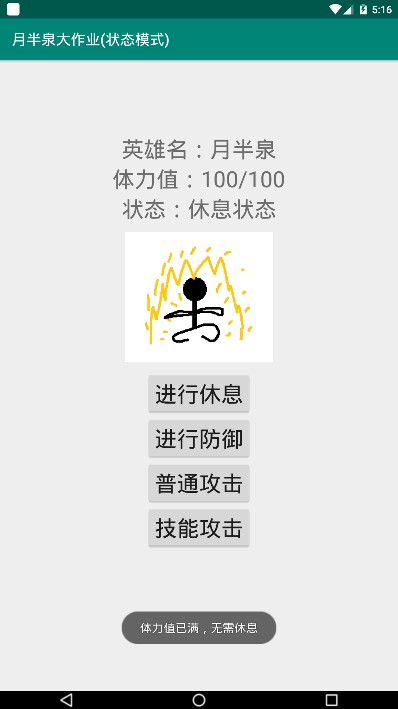 5:16
月半泉大作业(状态模式)
英雄名：月半泉
体力值：100/100
状态：休息状态
进行休息
进行防御
普通攻击
技能攻击
体力值已满，无需休息